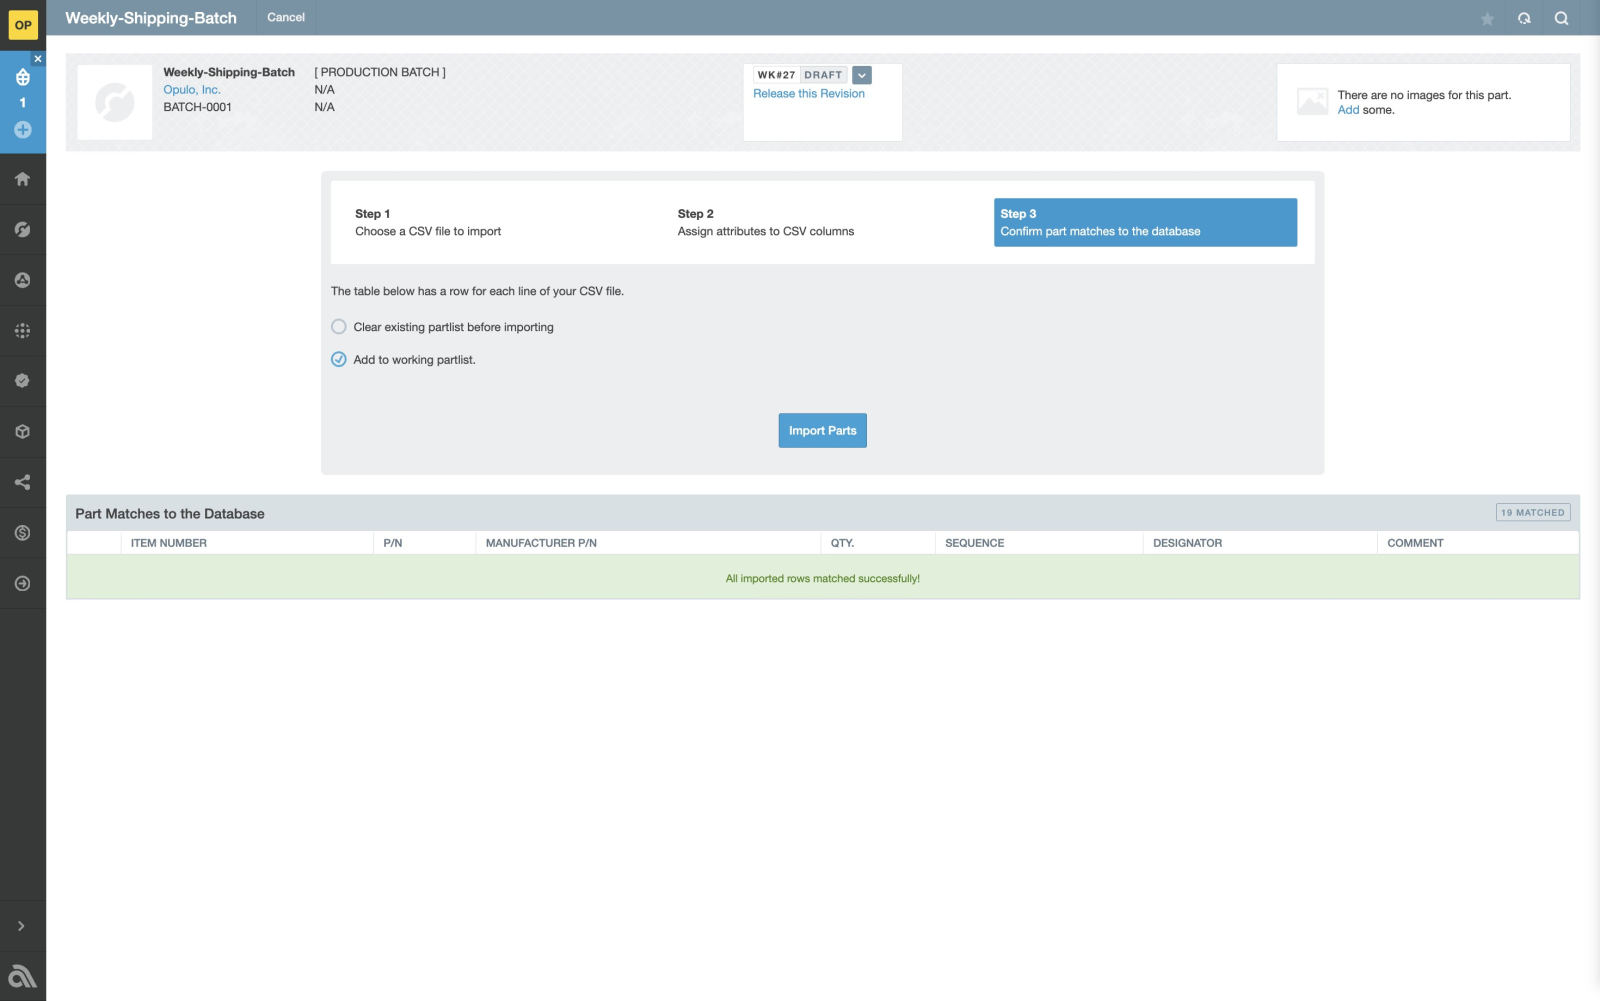 OP
Weekly-Shipping-Batch Cancel
1
Weekly-Shipping-Batch [ PRODUCTION BATCH ]
Opulo, Inc. N/A
BATCH-0001 N/A
WK#27 DRAFT
Release this Revision
There are no images for this part.
Add some.
Step 1
Choose a CSV file to import
Step 2
Assign attributes to CSV columns
Step 3
Confirm part matches to the database
The table below has a row for each line of your CSV file.
Clear existing partlist before importing
Add to working partlist.
Import Parts
Part Matches to the Database 19 MATCHED
ITEM NUMBER P/N MANUFACTURER P/N QTY. SEQUENCE DESIGNATOR COMMENT
All imported rows matched successfully!